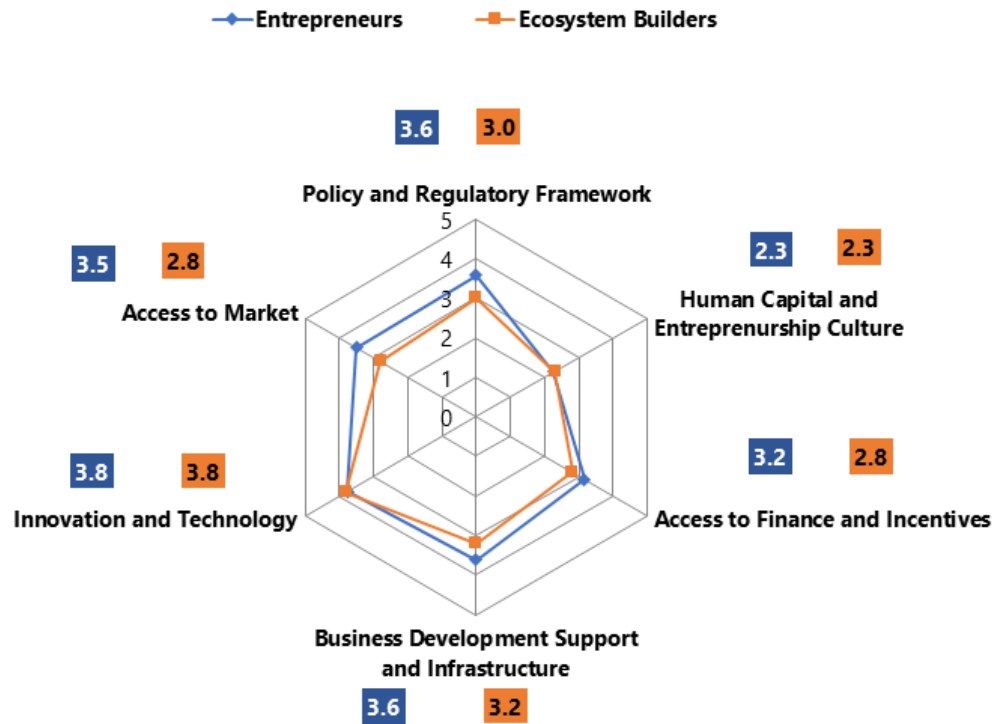 Entrepreneurs Ecosystem Builders
3.6 3.0
Policy and Regulatory Framework
5
4
3
2
1
0
3.5 2.8
Access to Market
2.3 2.3
Human Capital and
Entreprenurship Culture
3.8 3.8
Innovation and Technology
3.2 2.8
Access to Finance and Incentives
Business Development Support
and Infrastructure
3.6 3.2